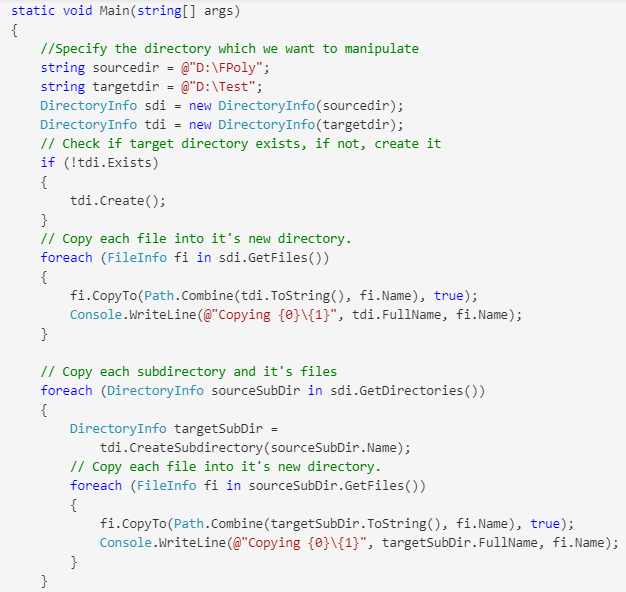 static void Main(string[] args)
{
//Specify the directory which we want to manipulate
string sourcedir = @"D:\FPoly";
string targetdir = @"D:\Test";
DirectoryInfo sdi = new DirectoryInfo(sourcedir);
DirectoryInfo tdi = new DirectoryInfo(targetdir);
// Check if target directory exists, if not, create it
if (!tdi.Exists)
{
tdi.Create();
}
// Copy each file into it's new directory.
foreach (FileInfo fi in sdi.GetFiles())
{
fi.CopyTo(Path.Combine(tdi.ToString(), fi.Name), true);
Console.WriteLine(@"Copying {0}\{1}", tdi.FullName, fi.Name);
}
// Copy each subdirectory and it's files
foreach (DirectoryInfo sourceSubDir in sdi.GetDirectories())
{
DirectoryInfo targetSubDir =
tdi.CreateSubdirectory(sourceSubDir.Name);
// Copy each file into it's new directory.
foreach (FileInfo fi in sourceSubDir.GetFiles())
{
fi.CopyTo(Path.Combine(targetSubDir.ToString(), fi.Name), true);
Console.WriteLine(@"Copying {0}\{1}", targetSubDir.FullName, fi.Name);
}
}